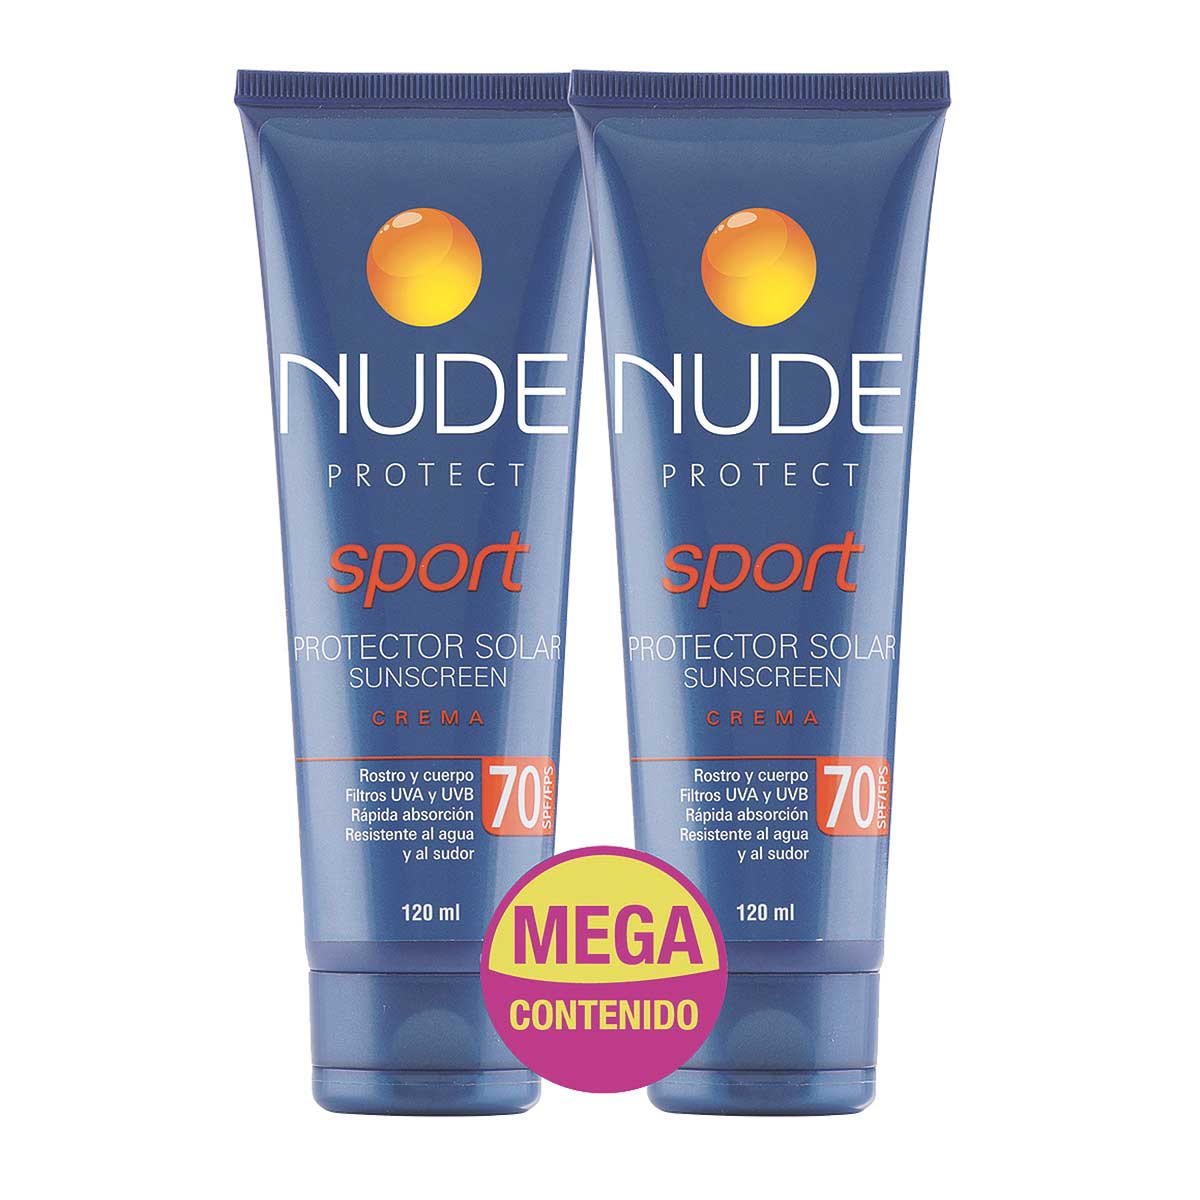 NUDE
PROTECT
sport
PROTECTOR SOLAR
SUNSCREEN
CREMA
Rostro y cuerpo
Filtros UVA y UVB
Rápida absorción
Resistente al agua
y al sudor
70
SPF/FPS
120 ml
NUDE
PROTECT
sport
PROTECTOR SOLAR
SUNSCREEN
CREMA
Rostro y cuerpo
Filtros UVA y UVB
Rápida absorción
Resistente al agua
y al sudor
70
SPF/FPS
120 ml
MEGA
CONTENIDO